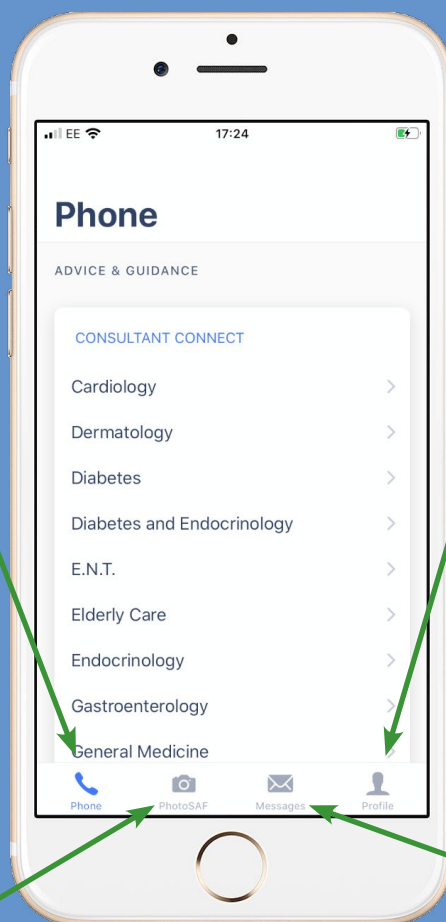 EE 17:24
Phone
ADVICE & GUIDANCE
CONSULTANT CONNECT
Cardiology
Dermatology
Diabetes
Diabetes and Endocrinology
E.N.T.
Elderly Care
Endocrinology
Gastroenterology
General Medicine
Phone PhotoSAF Messages Profile